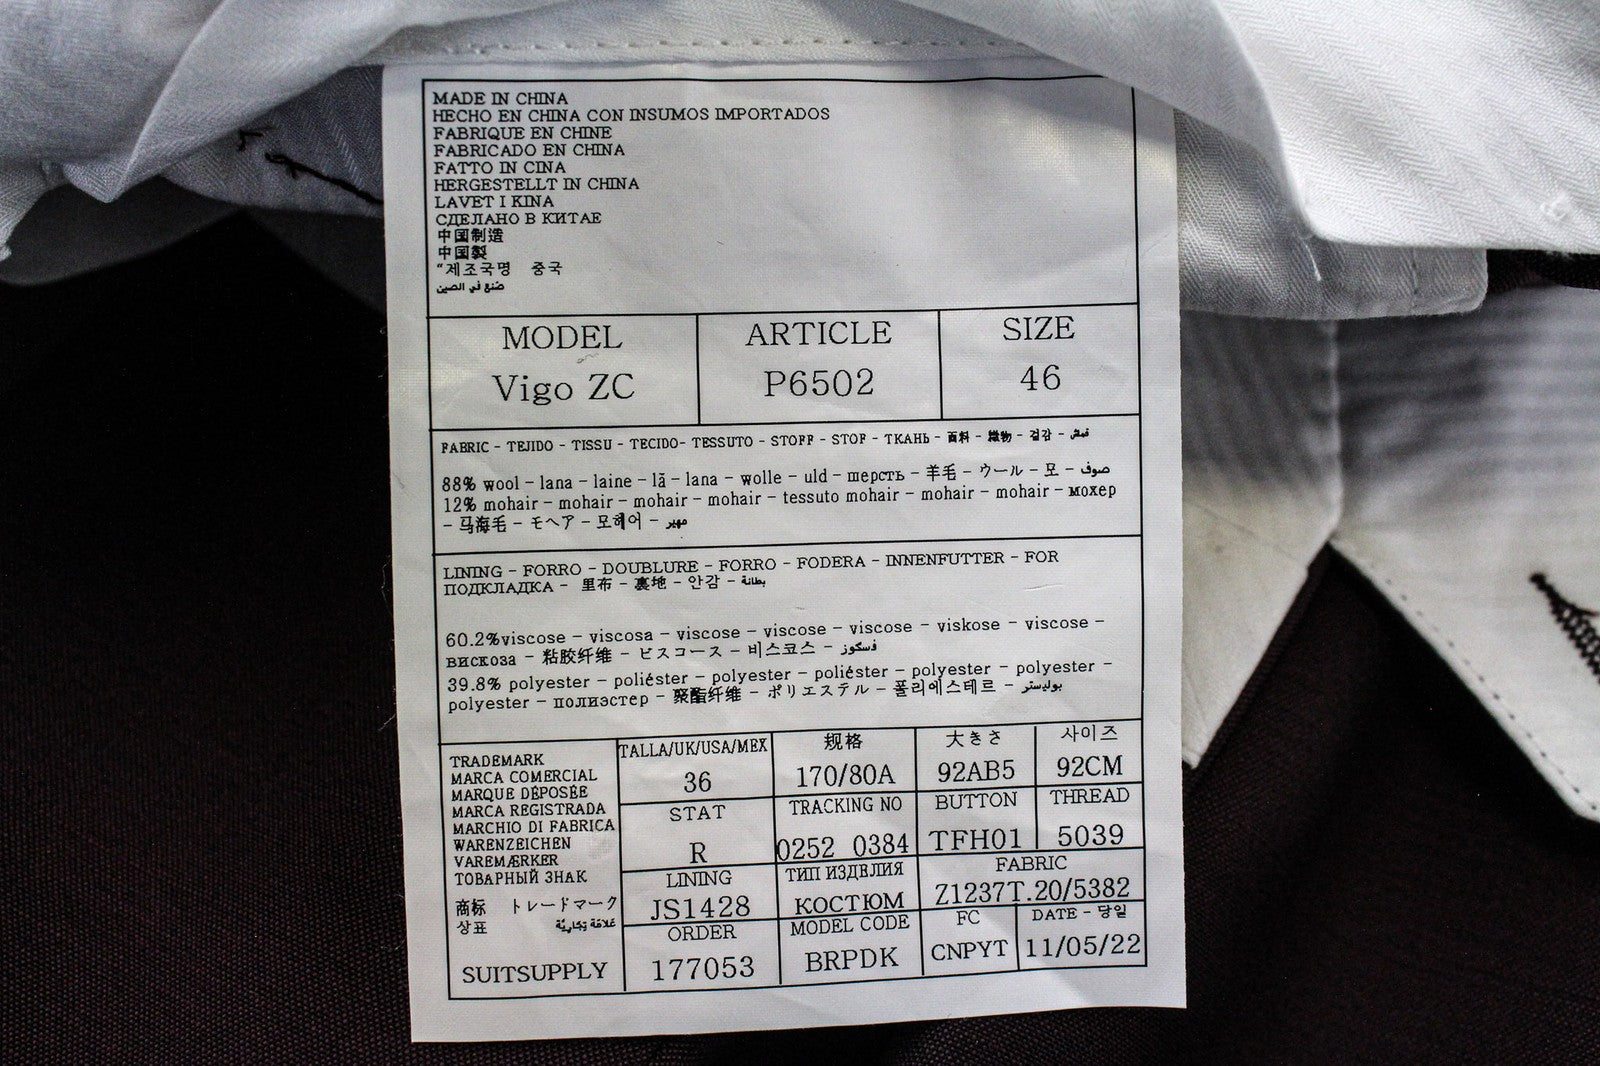 MADE IN CHINA
HECHO EN CHINA CON INSUMOS IMPORTADOS
FABRIQUE EN CHINE
FABRICADO EN CHINA
FATTO IN CINA
HERGESTELLT IN CHINA
LAVET I KINA
СДЕЛАНО В КИТАЕ
中国制造
中国製
“제조국명 중국
صنع في الصين
MODEL
Vigo ZC
ARTICLE
P6502
SIZE
46
FABRIC - TEJIDO - TISSU - TECIDO- TESSUTO - STOFF - STOF - ТКАНЬ - 面料 - 織物 - 겉감 - قماش
88% wool - lana - laine - lã - lana - wolle - uld - шерсть - 羊毛 - ウール - 모 - صوف
12% mohair - mohair - mohair - mohair - tessuto mohair - mohair - mohair - мохер
- 马海毛 - モヘア - 모헤어 - مهير
LINING - FORRO - DOUBLURE - FORRO - FODERA - INNENFUTTER - FOR
ПОДКЛАДКА - 里布 - 裏地 - 안감 - بطانة
60.2%viscose - viscosa - viscose - viscose - viscose - viskose - viscose -
вискоза - 粘胶纤维 - ビスコース - 비스코스 - فسكوز
39.8% polyester - poliéster - polyester - poliéster - polyester - polyester -
polyester - полиэстер - 聚酯纤维 - ポリエステル - 폴리에스테르 - بوليستر
TRADEMARK
MARCA COMERCIAL
MARQUE DÉPOSÉE
MARCA REGISTRADA
MARCHIO DI FABRICA
WARENZEICHEN
VAREMÆRKER
ТОВАРНЫЙ ЗНАК
商标 トレードマーク
상표 علامة تجارية
SUITSUPPLY
TALLA/UK/USA/MEX
36
规格
170/80A
大きさ
92AB5
사이즈
92CM
STAT
R
TRACKING NO
0252 0384
BUTTON
TFH01
THREAD
5039
LINING
JS1428
ТИП ИЗДЕЛИЯ
КОСТЮМ
FABRIC
Z1237T.20/5382
ORDER
177053
MODEL CODE
BRPDK
FC
CNPYT
DATE - 당일
11/05/22